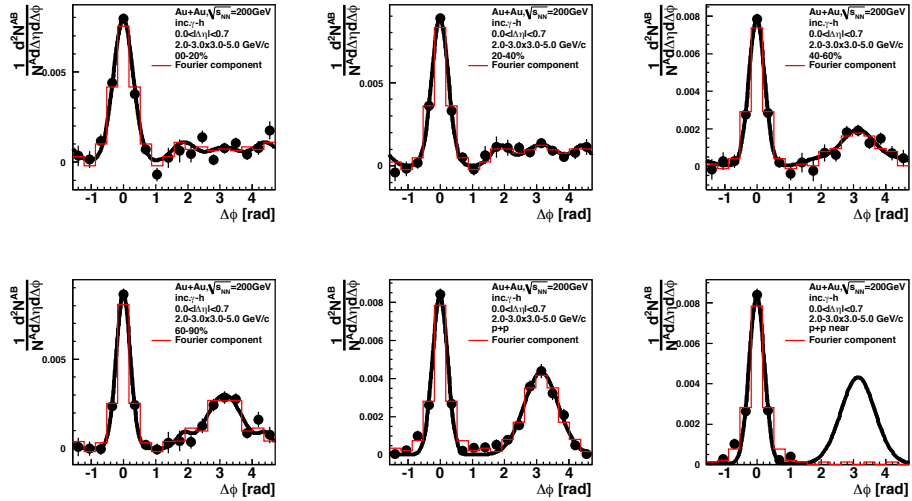 1/N^A d²N^AB/dΔηdΔφ
Au+Au,√s_NN=200GeV
inc.γ-h
0.0<|Δη|<0.7
2.0-3.0x3.0-5.0 GeV/c
00-20%
Fourier component
0.005
0
-1 0 1 2 3 4
Δφ [rad]
1/N^A d²N^AB/dΔηdΔφ
Au+Au,√s_NN=200GeV
inc.γ-h
0.0<|Δη|<0.7
2.0-3.0x3.0-5.0 GeV/c
20-40%
Fourier component
0.005
0
-1 0 1 2 3 4
Δφ [rad]
1/N^A d²N^AB/dΔηdΔφ
Au+Au,√s_NN=200GeV
inc.γ-h
0.0<|Δη|<0.7
2.0-3.0x3.0-5.0 GeV/c
40-60%
Fourier component
0.008
0.006
0.004
0.002
0
-1 0 1 2 3 4
Δφ [rad]
1/N^A d²N^AB/dΔηdΔφ
Au+Au,√s_NN=200GeV
inc.γ-h
0.0<|Δη|<0.7
2.0-3.0x3.0-5.0 GeV/c
60-90%
Fourier component
0.005
0
-1 0 1 2 3 4
Δφ [rad]
1/N^A d²N^AB/dΔηdΔφ
Au+Au,√s_NN=200GeV
inc.γ-h
0.0<|Δη|<0.7
2.0-3.0x3.0-5.0 GeV/c
p+p
Fourier component
0.008
0.006
0.004
0.002
0
-1 0 1 2 3 4
Δφ [rad]
1/N^A d²N^AB/dΔηdΔφ
Au+Au,√s_NN=200GeV
inc.γ-h
0.0<|Δη|<0.7
2.0-3.0x3.0-5.0 GeV/c
p+p near
Fourier component
0.008
0.006
0.004
0.002
0
-1 0 1 2 3 4
Δφ [rad]